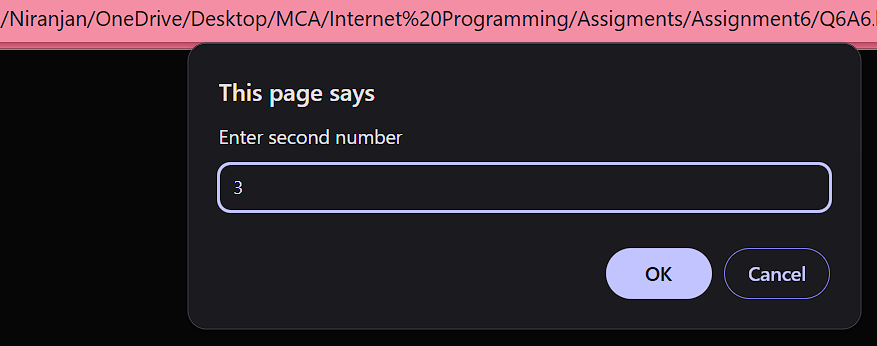 /Niranjan/OneDrive/Desktop/MCA/Internet%20Programming/Assigments/Assignment6/Q6A6.
This page says
Enter second number
3
OK Cancel